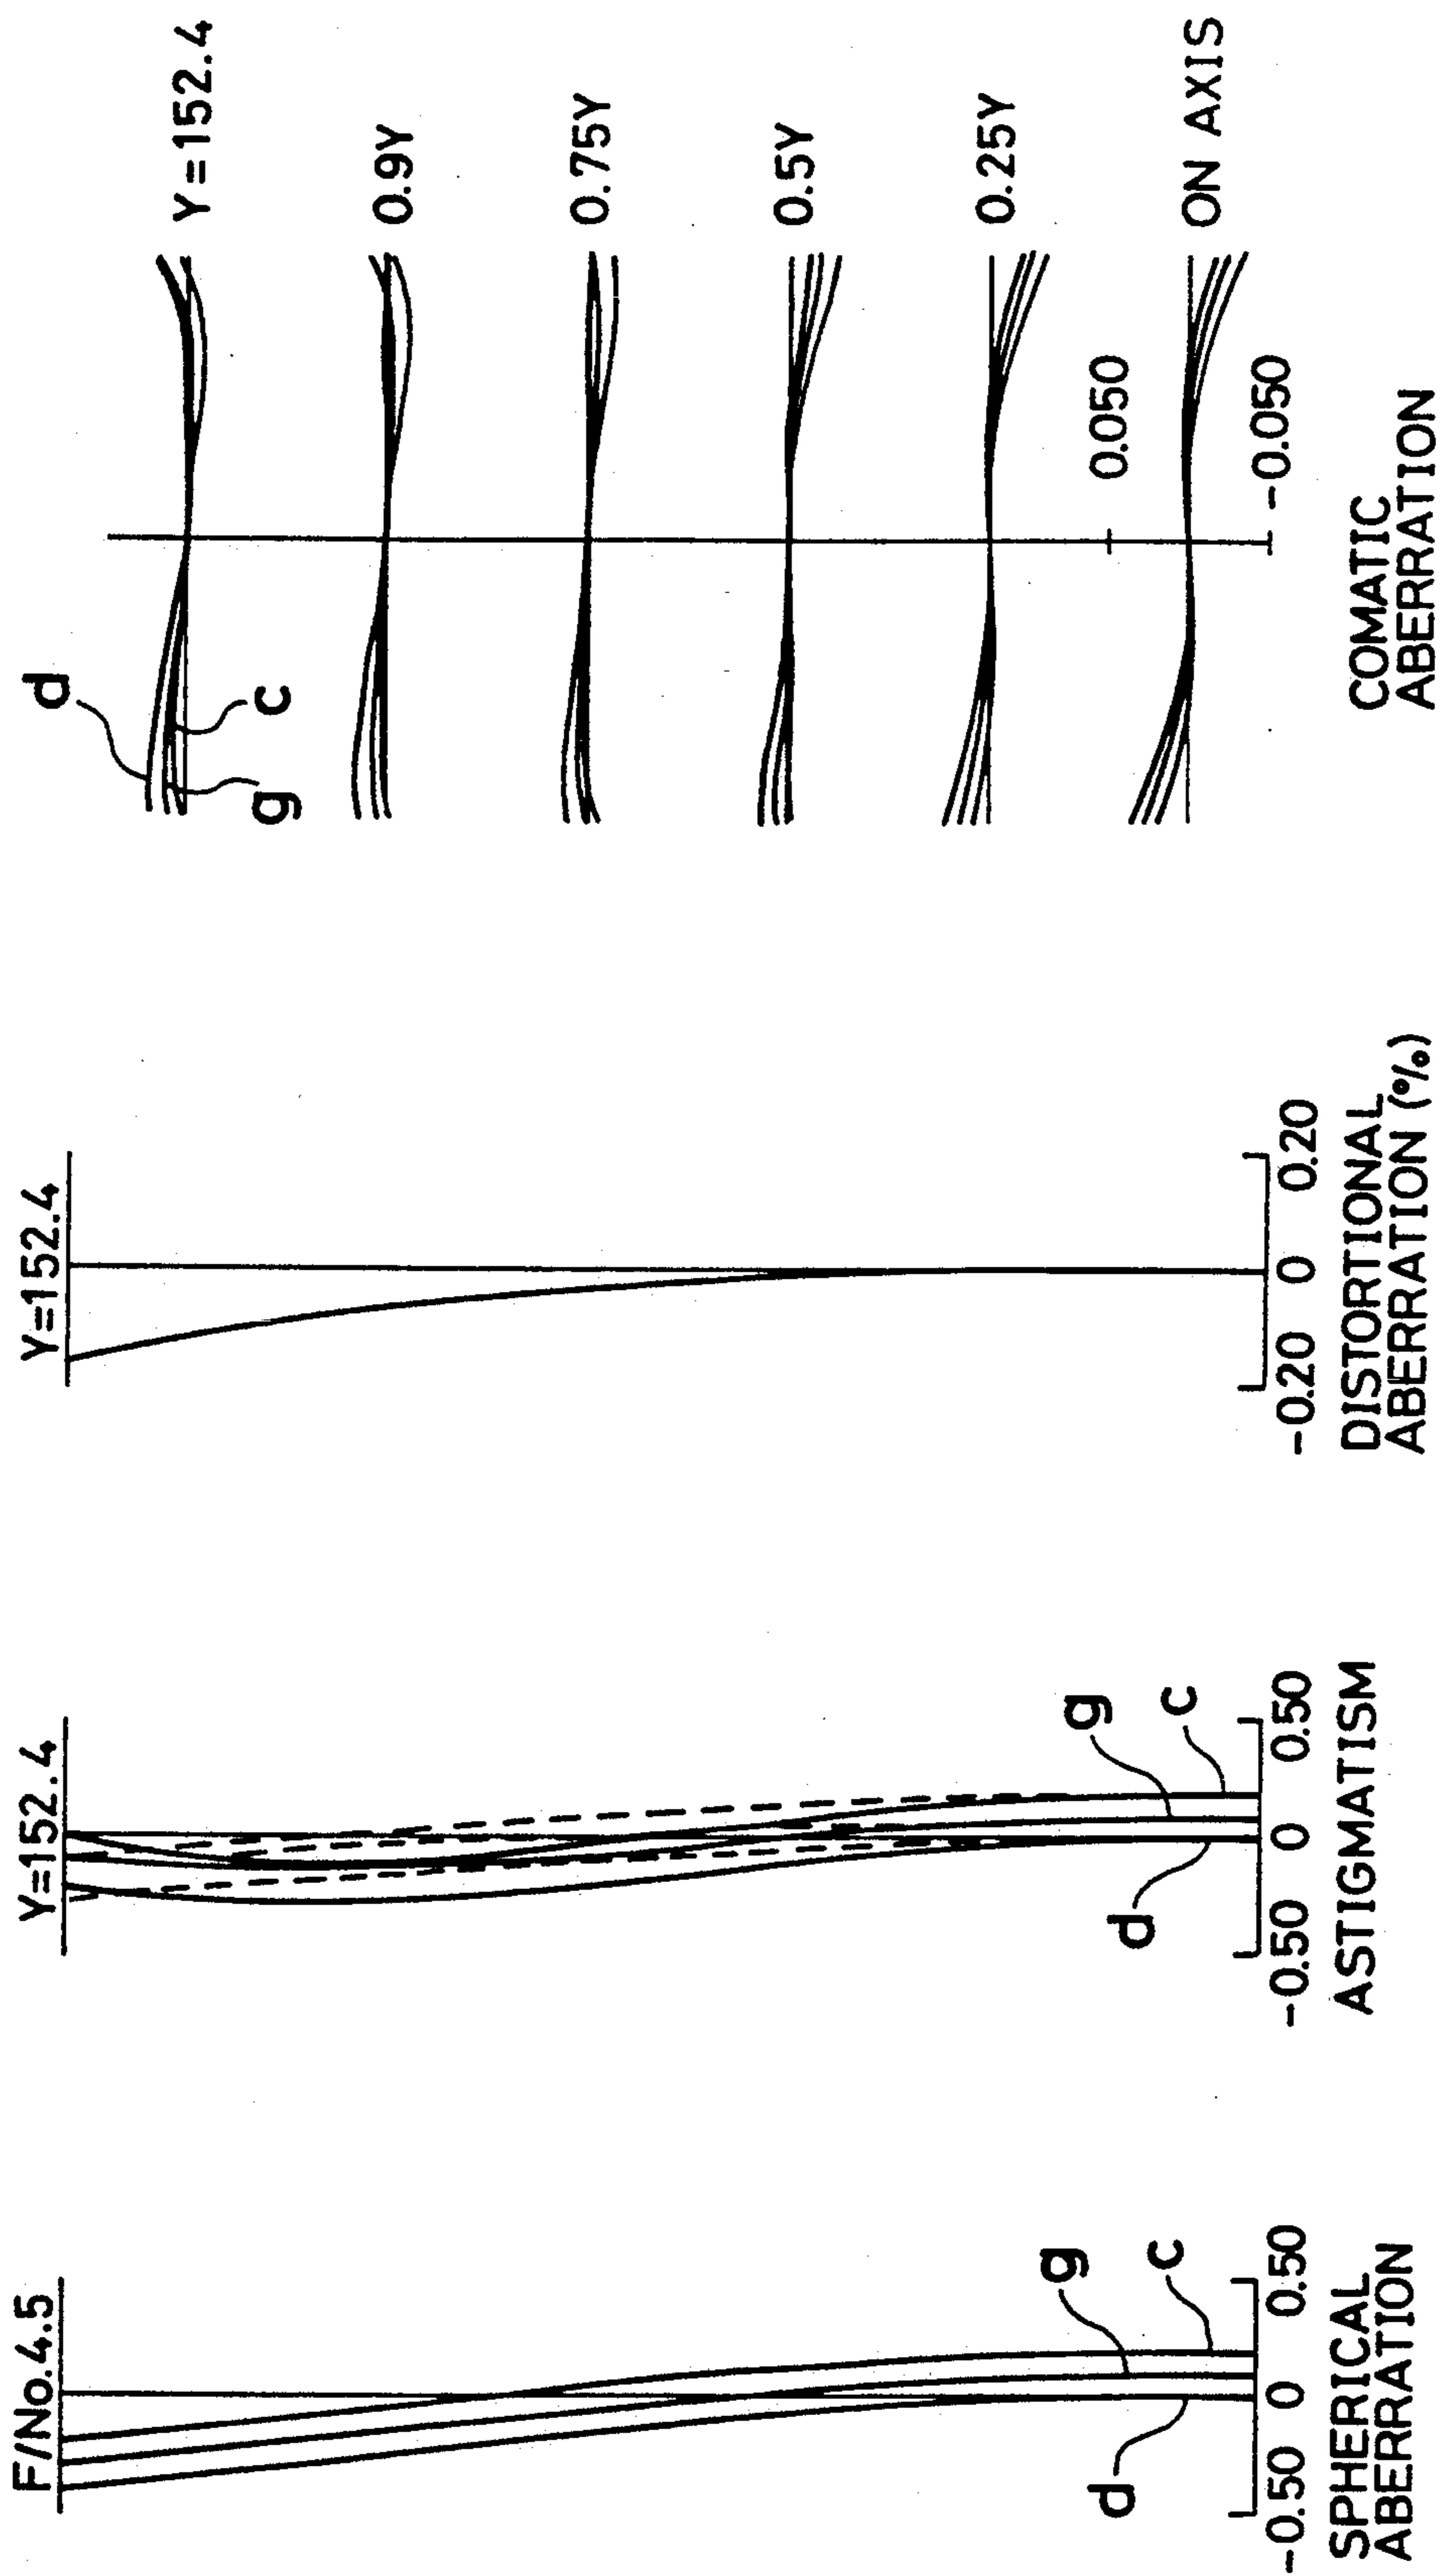 F/No.4.5
g
c
d
-0.50 0 0.50
SPHERICAL
ABERRATION
Y=152.4
g
c
d
-0.50 0 0.50
ASTIGMATISM
Y=152.4
-0.20 0 0.20
DISTORTIONAL
ABERRATION (%)
d
g
c
Y=152.4
0.9Y
0.75Y
0.5Y
0.25Y
0.050
ON AXIS
-0.050
COMATIC
ABERRATION